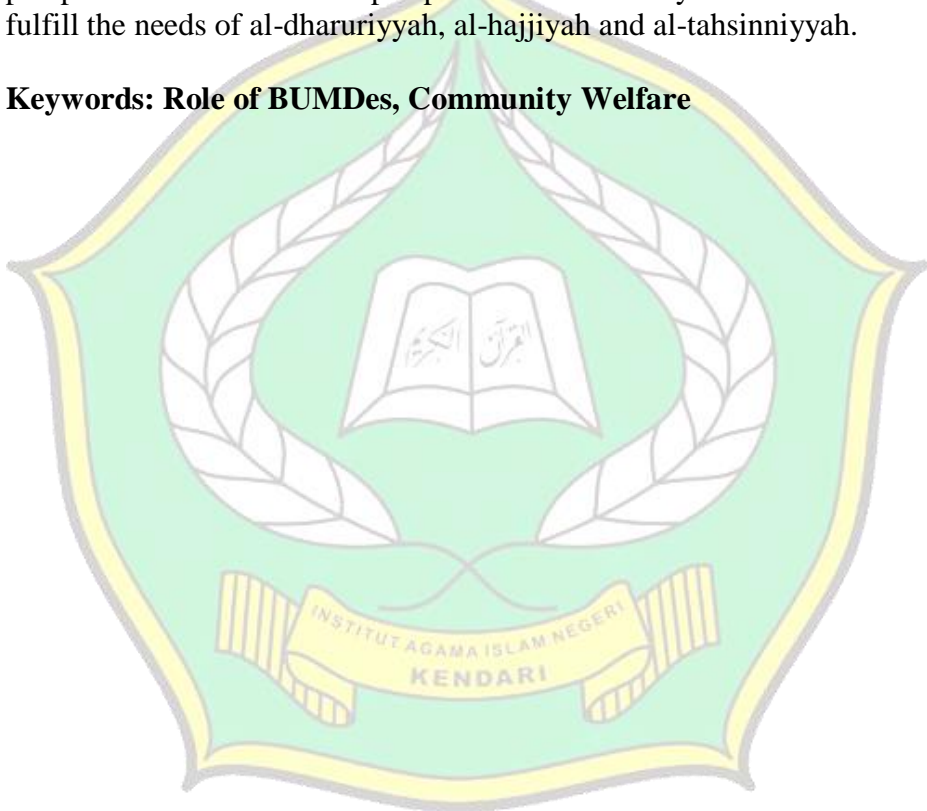 fulfill the needs of al-dharuriyyah, al-hajjiyah and al-tahsinniyyah.
Keywords: Role of BUMDes, Community Welfare
القرآن الكريم
INSTITUT AGAMA ISLAM NEGERI
KENDARI